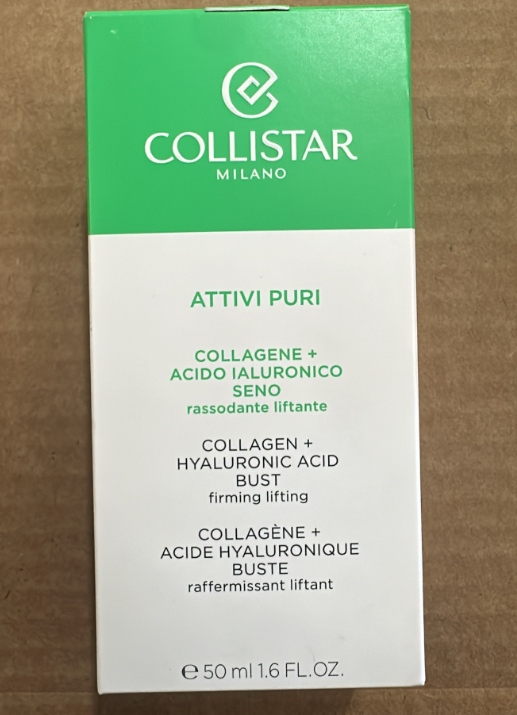 COLLISTAR
MILANO
ATTIVI PURI
COLLAGENE +
ACIDO IALURONICO
SENO
rassodante liftante
COLLAGEN +
HYALURONIC ACID
BUST
firming lifting
COLLAGÈNE +
ACIDE HYALURONIQUE
BUSTE
raffermissant liftant
℮ 50 ml 1.6 FL.OZ.